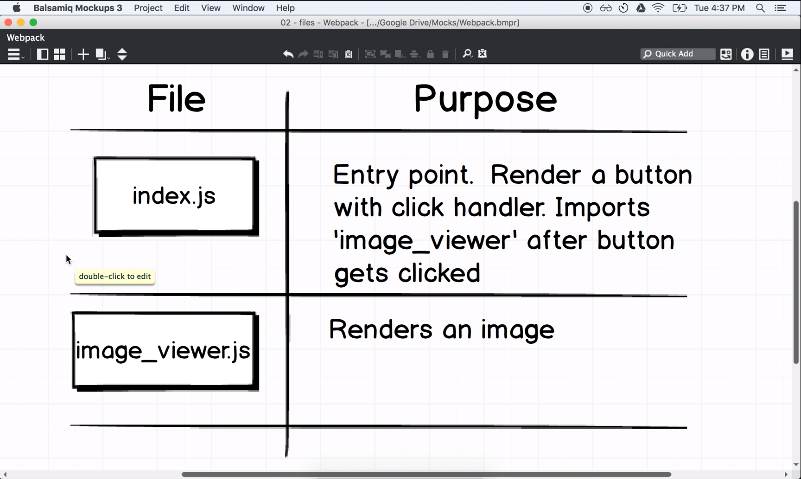 Balsamiq Mockups 3 Project Edit View Window Help Tue 4:37 PM
02 - files - Webpack - [.../Google Drive/Mocks/Webpack.bmpr]
Webpack
Quick Add
File Purpose
index.js
Entry point. Render a button
with click handler. Imports
'image_viewer' after button
gets clicked
double-click to edit
image_viewer.js
Renders an image